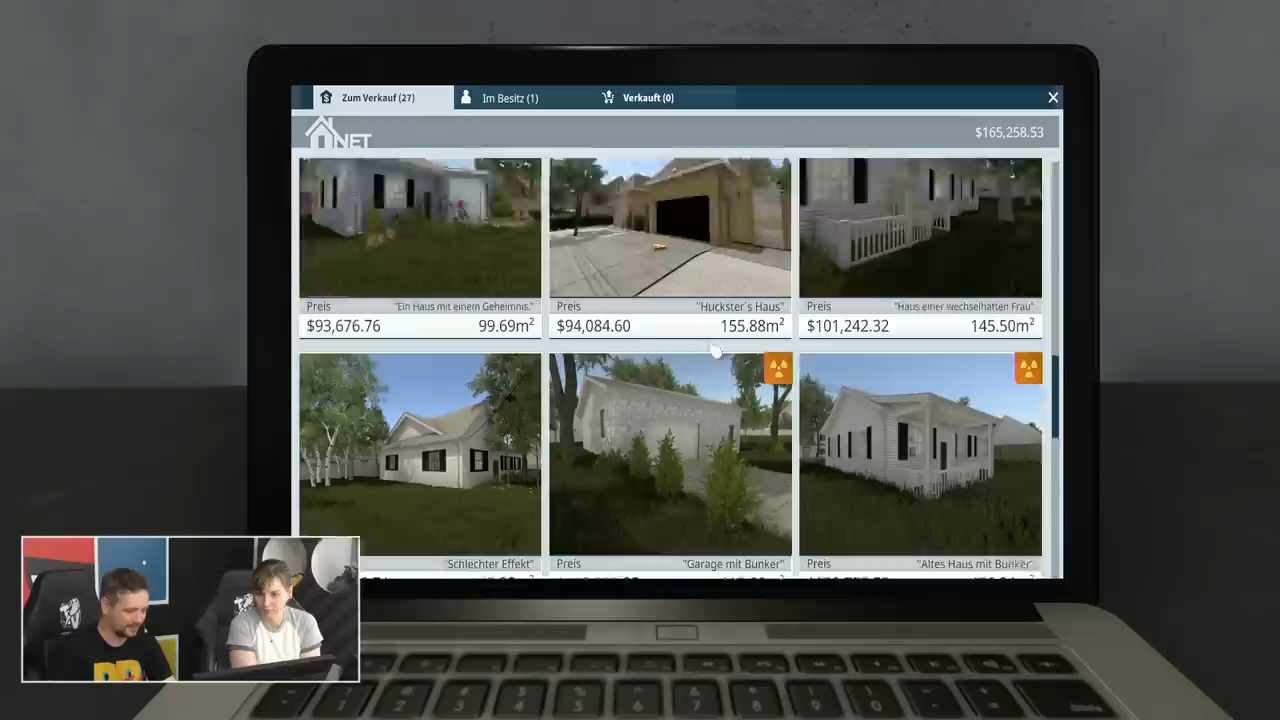 Zum Verkauf (27)
Im Besitz (1)
Verkauft (0)
NET
$165,258.53
Preis
"Ein Haus mit einem Geheimnis."
$93,676.76
99.69m²
Preis
"Huckster´s Haus"
$94,084.60
155.88m²
Preis
"Haus einer wechselhaften Frau"
$101,242.32
145.50m²
"Schlechter Effekt"
Preis
"Garage mit Bunker"
Preis
"Altes Haus mit Bunker"